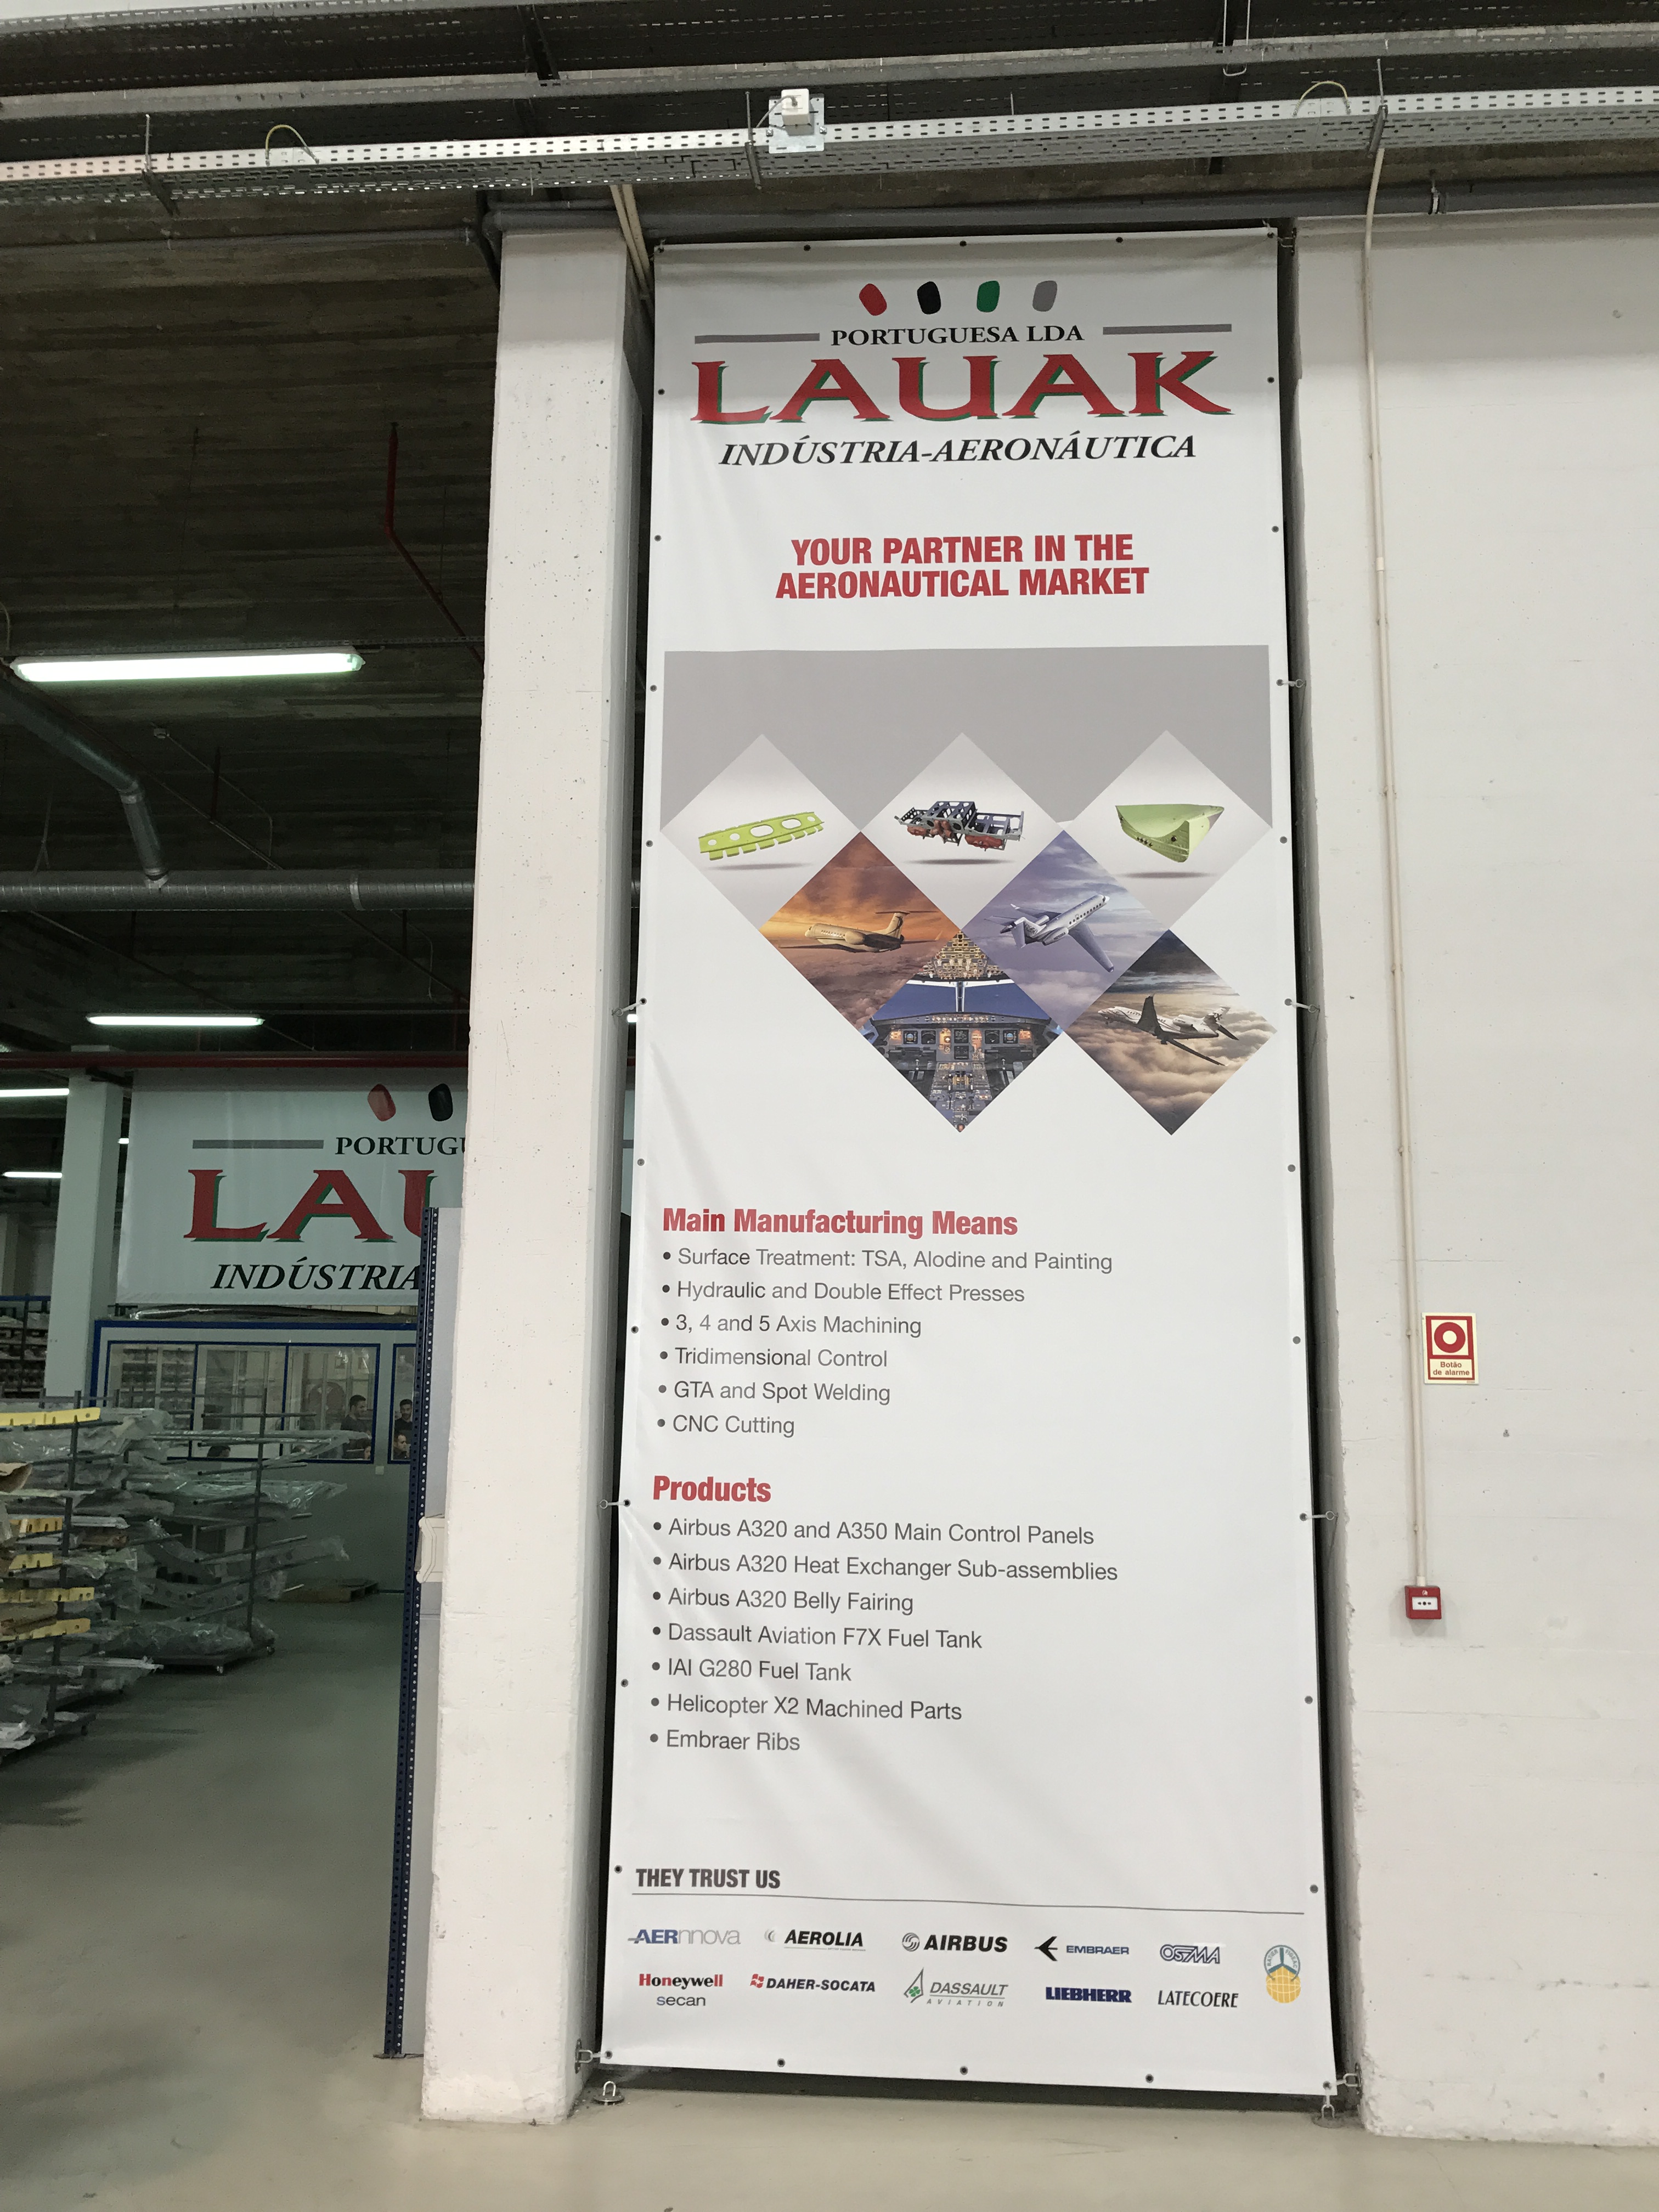 PORTUGUESA LDA
LAUAK
INDÚSTRIA-AERONÁUTICA
YOUR PARTNER IN THE
AERONAUTICAL MARKET
Main Manufacturing Means
• Surface Treatment: TSA, Alodine and Painting
• Hydraulic and Double Effect Presses
• 3, 4 and 5 Axis Machining
• Tridimensional Control
• GTA and Spot Welding
• CNC Cutting
Products
• Airbus A320 and A350 Main Control Panels
• Airbus A320 Heat Exchanger Sub-assemblies
• Airbus A320 Belly Fairing
• Dassault Aviation F7X Fuel Tank
• IAI G280 Fuel Tank
• Helicopter X2 Machined Parts
• Embraer Ribs
THEY TRUST US
AERnnova AEROLIA AIRBUS EMBRAER OGMA
Honeywell DAHER-SOCATA DASSAULT LIEBHERR LATECOERE
secan AVIATION
PORTUGU
LAU
INDÚSTRIA
Botão
de alarme